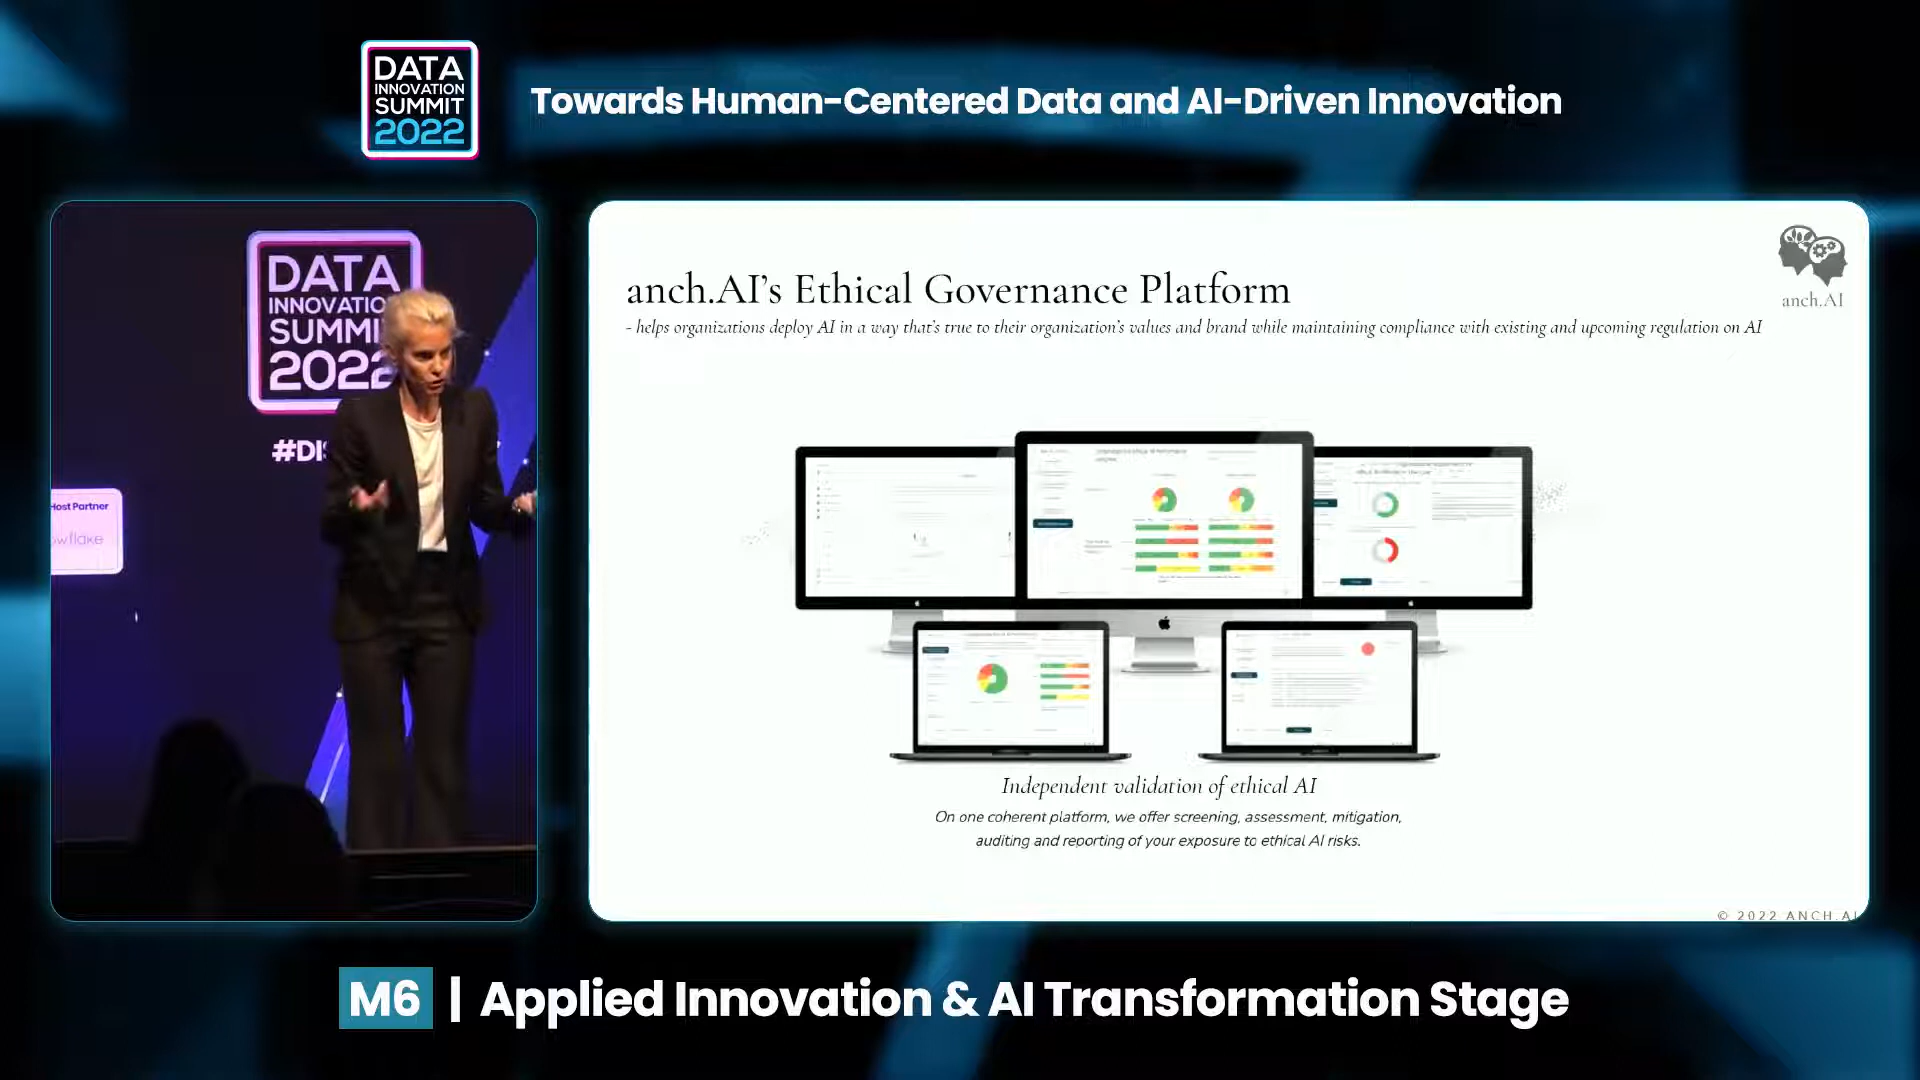 DATA
INNOVATION
SUMMIT
2022
Towards Human-Centered Data and AI-Driven Innovation
DATA
INNOVATIO
SUMMI
2022
#DIS
Host Partner
owflake
anch.AI
anch.AI's Ethical Governance Platform
- helps organizations deploy AI in a way that's true to their organization's values and brand while maintaining compliance with existing and upcoming regulation on AI
Independent validation of ethical AI
On one coherent platform, we offer screening, assessment, mitigation,
auditing and reporting of your exposure to ethical AI risks.
© 2022 ANCH.AI
M6 | Applied Innovation & AI Transformation Stage